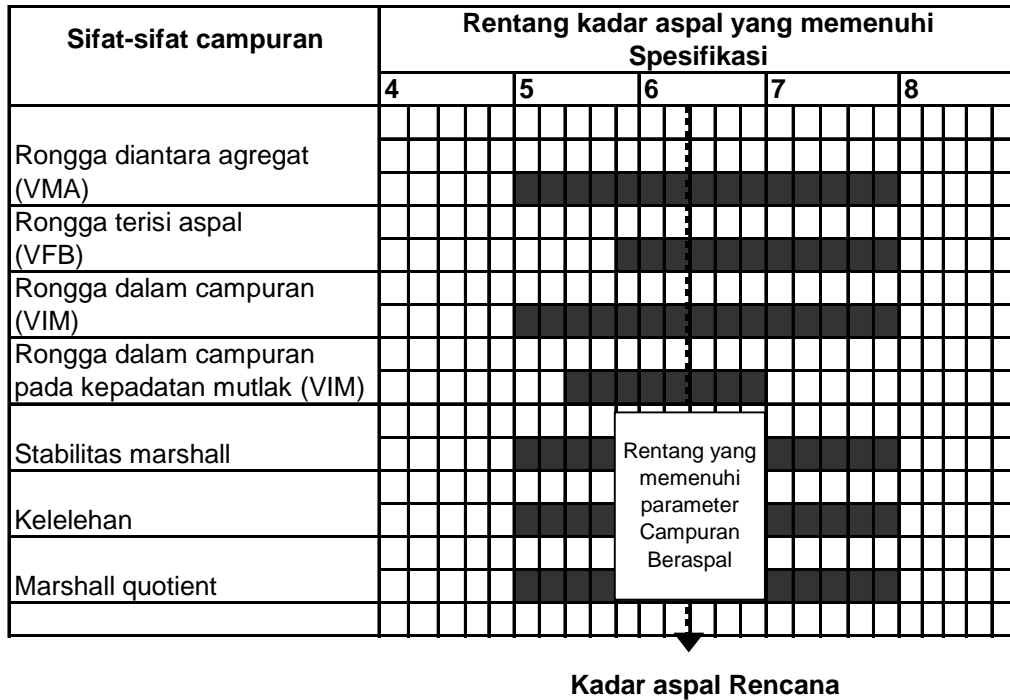 Sifat-sifat campuran
Rentang kadar aspal yang memenuhi
Spesifikasi
4 5 6 7 8
Rongga diantara agregat
(VMA)
Rongga terisi aspal
(VFB)
Rongga dalam campuran
(VIM)
Rongga dalam campuran
pada kepadatan mutlak (VIM)
Stabilitas marshall
Kelelehan
Marshall quotient
Rentang yang
memenuhi
parameter
Campuran
Beraspal
Kadar aspal Rencana